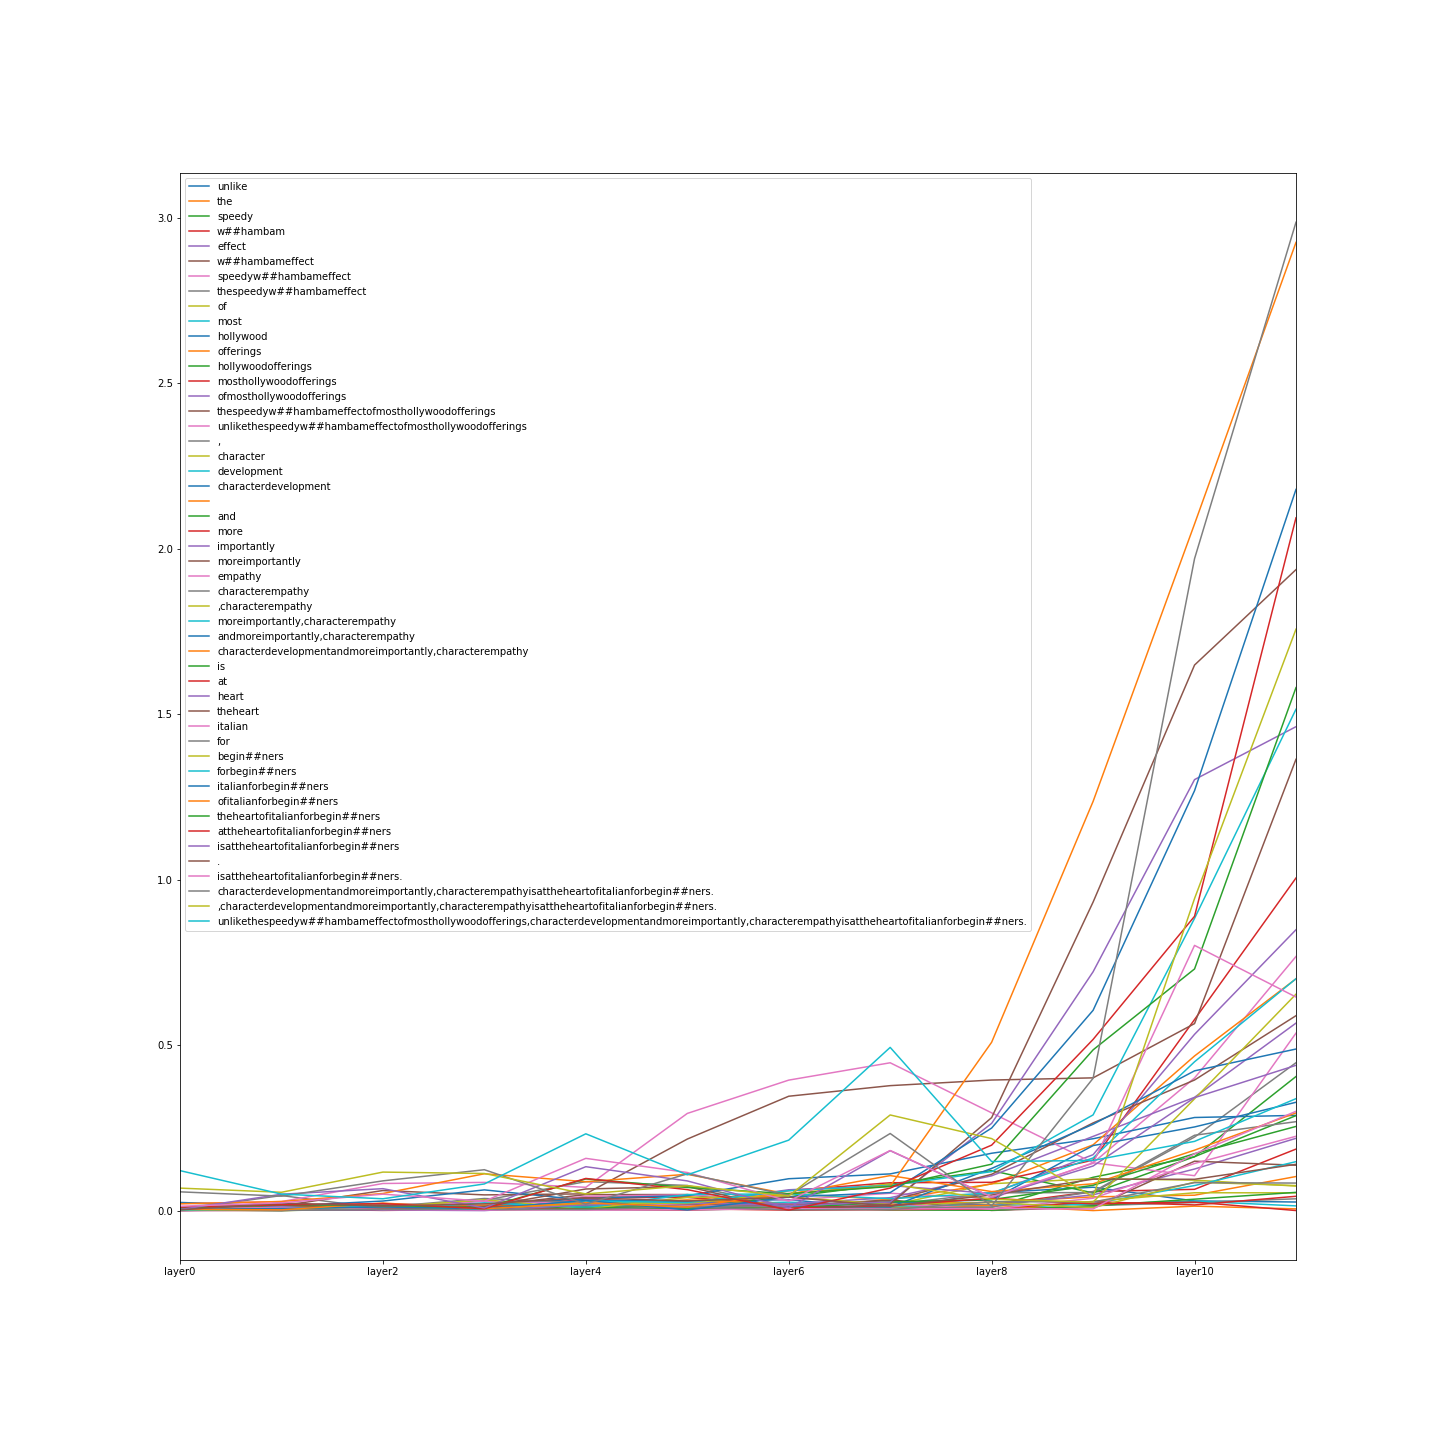 unlike
the
speedy
w##hambam
effect
w##hambameffect
speedyw##hambameffect
thespeedyw##hambameffect
of
most
hollywood
offerings
hollywoodofferings
mosthollywoodofferings
ofmosthollywoodofferings
thespeedyw##hambameffectofmosthollywoodofferings
unlikethespeedyw##hambameffectofmosthollywoodofferings
,
character
development
characterdevelopment
and
more
importantly
moreimportantly
empathy
characterempathy
,characterempathy
moreimportantly,characterempathy
andmoreimportantly,characterempathy
characterdevelopmentandmoreimportantly,characterempathy
is
at
heart
theheart
italian
for
begin##ners
forbegin##ners
italianforbegin##ners
ofitalianforbegin##ners
theheartofitalianforbegin##ners
attheheartofitalianforbegin##ners
isattheheartofitalianforbegin##ners
.
isattheheartofitalianforbegin##ners.
characterdevelopmentandmoreimportantly,characterempathyisattheheartofitalianforbegin##ners.
,characterdevelopmentandmoreimportantly,characterempathyisattheheartofitalianforbegin##ners.
unlikethespeedyw##hambameffectofmosthollywoodofferings,characterdevelopmentandmoreimportantly,characterempathyisattheheartofitalianforbegin##ners.
3.0
2.5
2.0
1.5
1.0
0.5
0.0
layer0 layer2 layer4 layer6 layer8 layer10